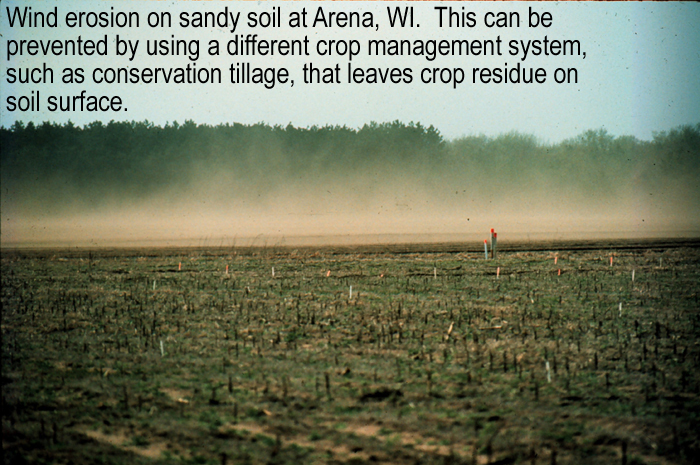 Wind erosion on sandy soil at Arena, WI.  This can be
prevented by using a different crop management system,
such as conservation tillage, that leaves crop residue on
soil surface.